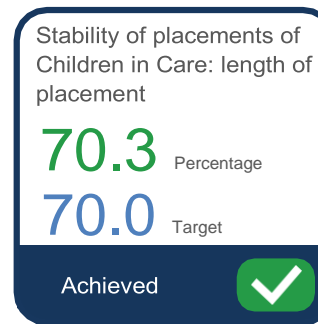 Stability of placements of
Children in Care: length of
placement
70.3 Percentage
70.0 Target
Achieved